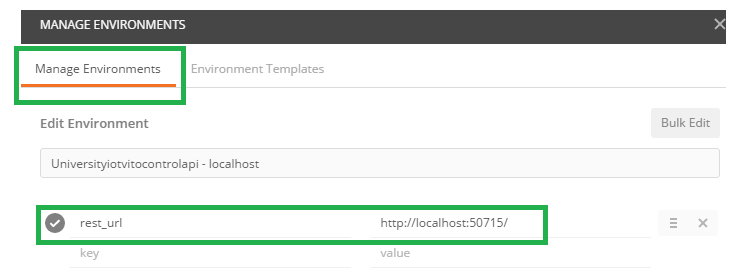 MANAGE ENVIRONMENTS
Manage Environments Environment Templates
Edit Environment Bulk Edit
Universityiotvitocontrolapi - localhost
rest_url http://localhost:50715/
key value